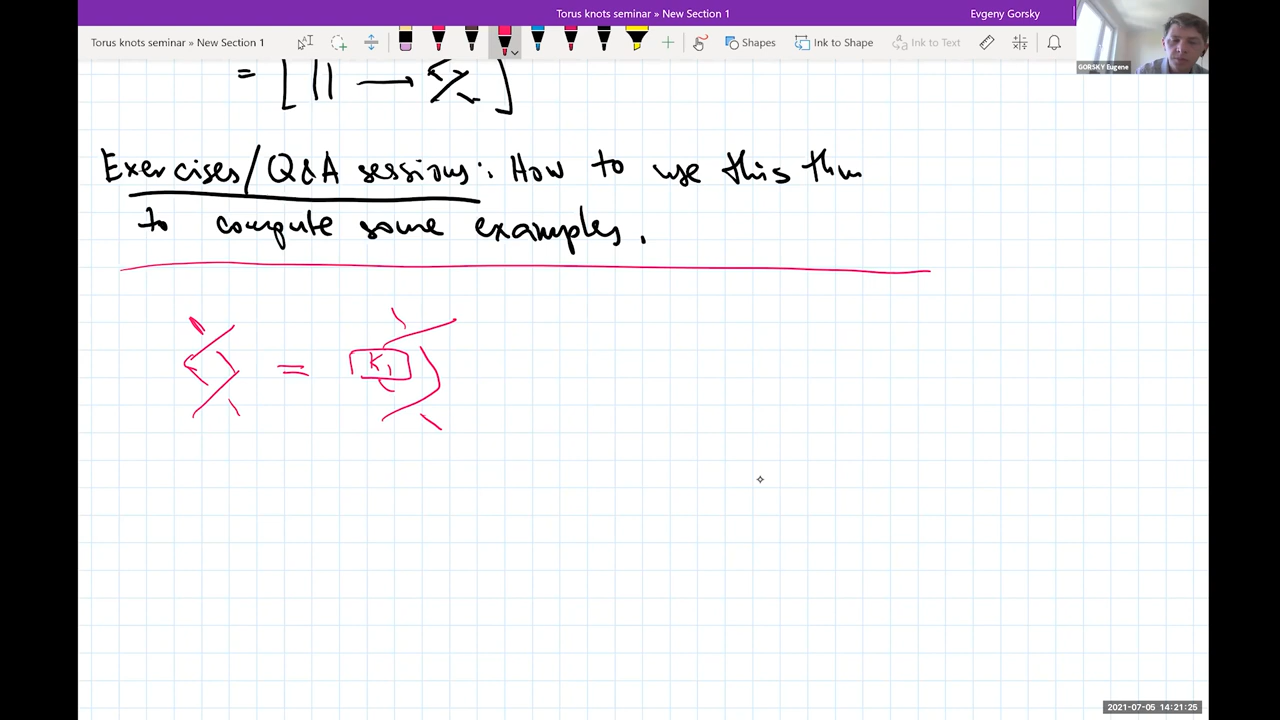 Torus knots seminar » New Section 1
Evgeny Gorsky
Torus knots seminar » New Section 1
Shapes
Ink to Shape
Ink to Text
GORSKY Eugene
= [ || → ]
Exercises/Q&A sessions: How to use this thm
to compute some examples.
= K₁
2021-07-05 14:21:25